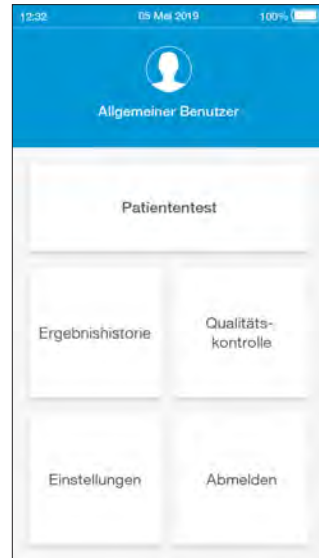 12:32 05 Mai 2019 100%
Allgemeiner Benutzer
Patiententest
Ergebnishistorie
Qualitäts-
kontrolle
Einstellungen
Abmelden